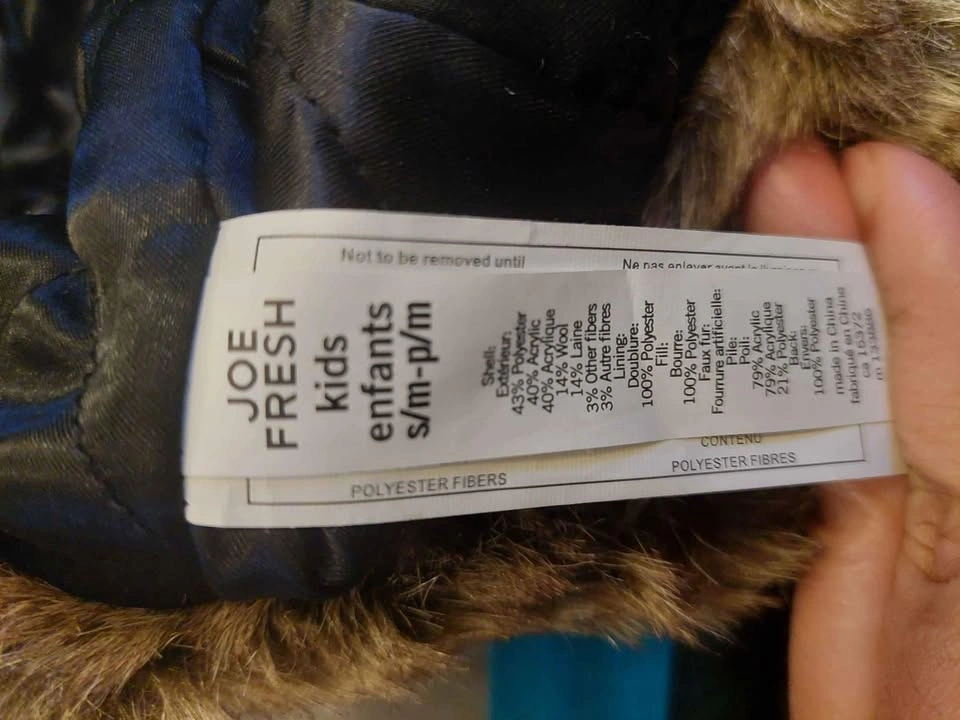 JOE
FRESH
kids
enfants
s/m-p/m
Shell:
Extérieur:
43% Polyester
40% Acrylic
40% Acrylique
14% Wool
14% Laine
3% Other fibers
3% Autre fibres
Lining:
Doublure:
100% Polyester
Fill:
Bourre:
100% Polyester
Faux fur:
Fourrure artificielle:
Pile:
Poil:
79% Acrylic
79% Acrylique
21% Polyester
Back:
Envers:
100% Polyester
made in China
fabriqué en Chine
ca 16372
Not to be removed until
Ne pas enlever avant
POLYESTER FIBERS
CONTENU
POLYESTER FIBRES